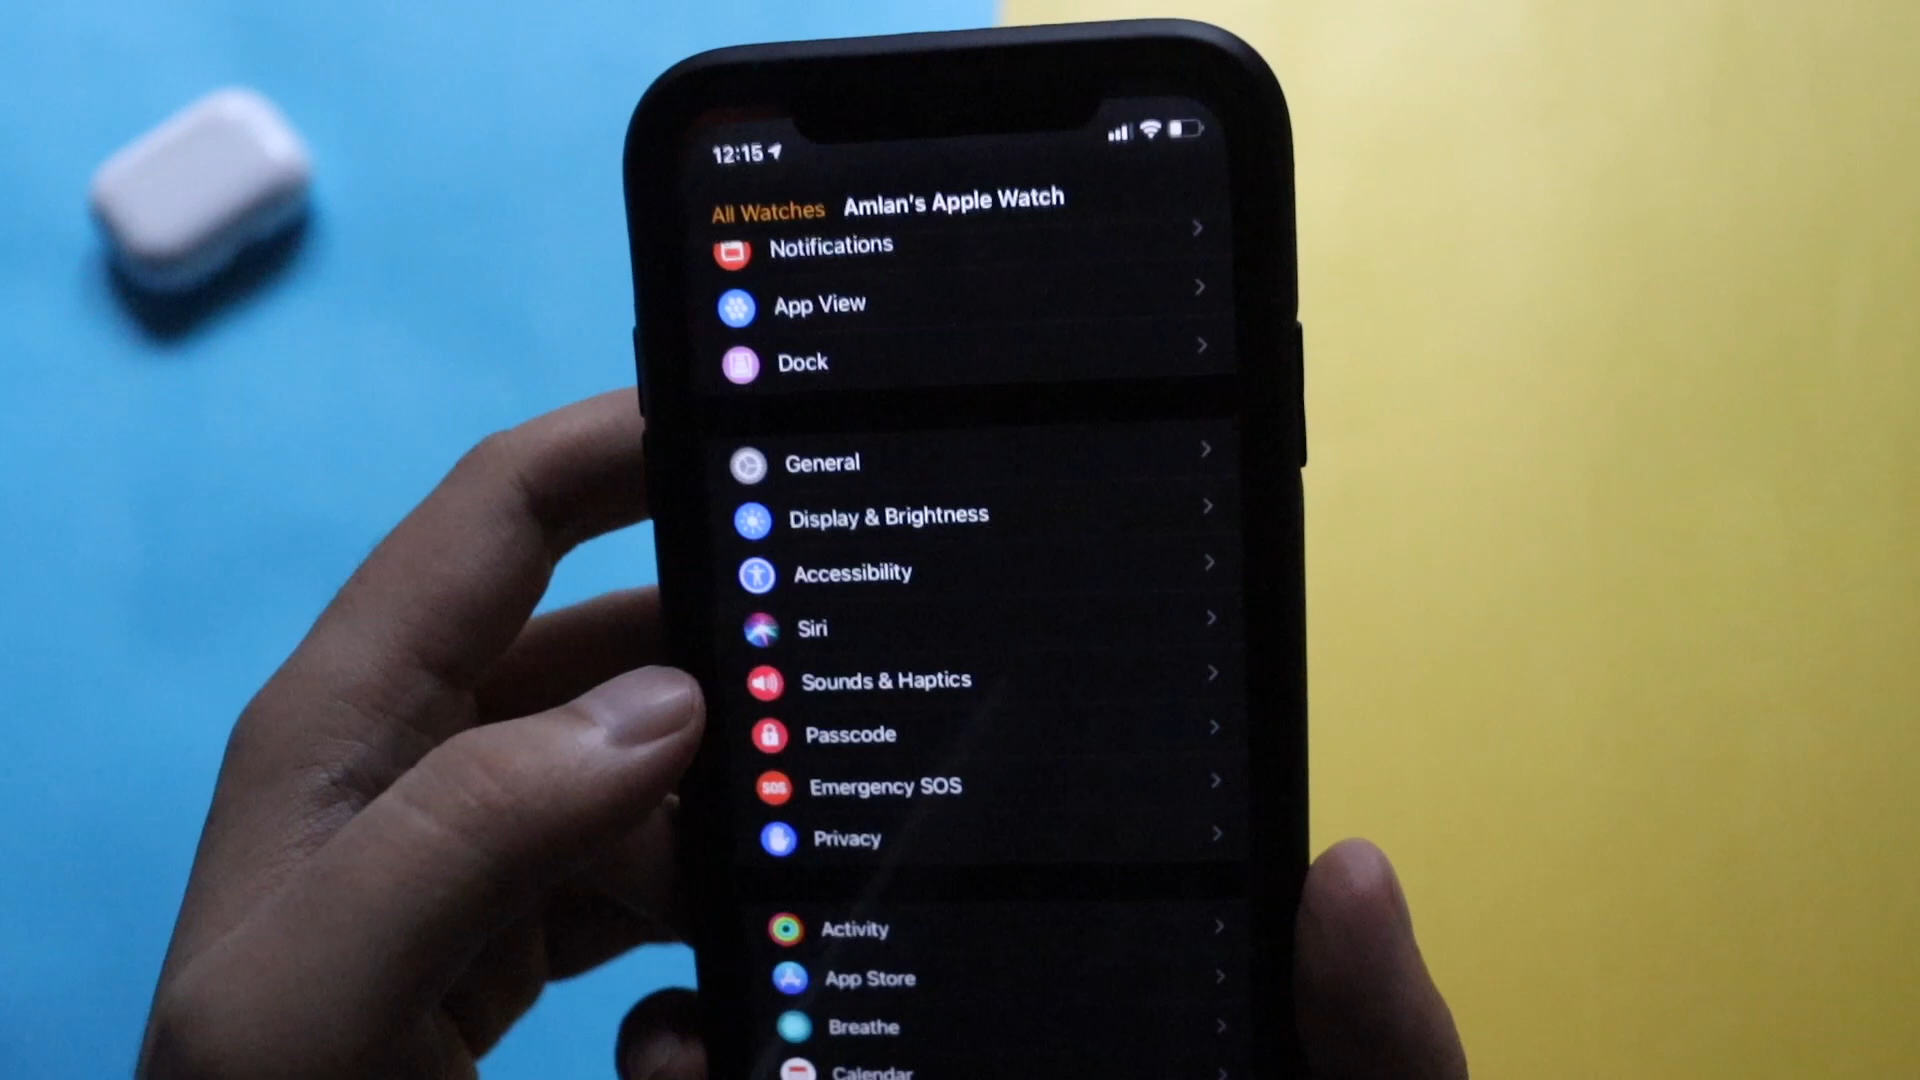 12:15
All Watches Amlan's Apple Watch
Notifications
App View
Dock
General
Display & Brightness
Accessibility
Siri
Sounds & Haptics
Passcode
SOS Emergency SOS
Privacy
Activity
App Store
Breathe
Calendar